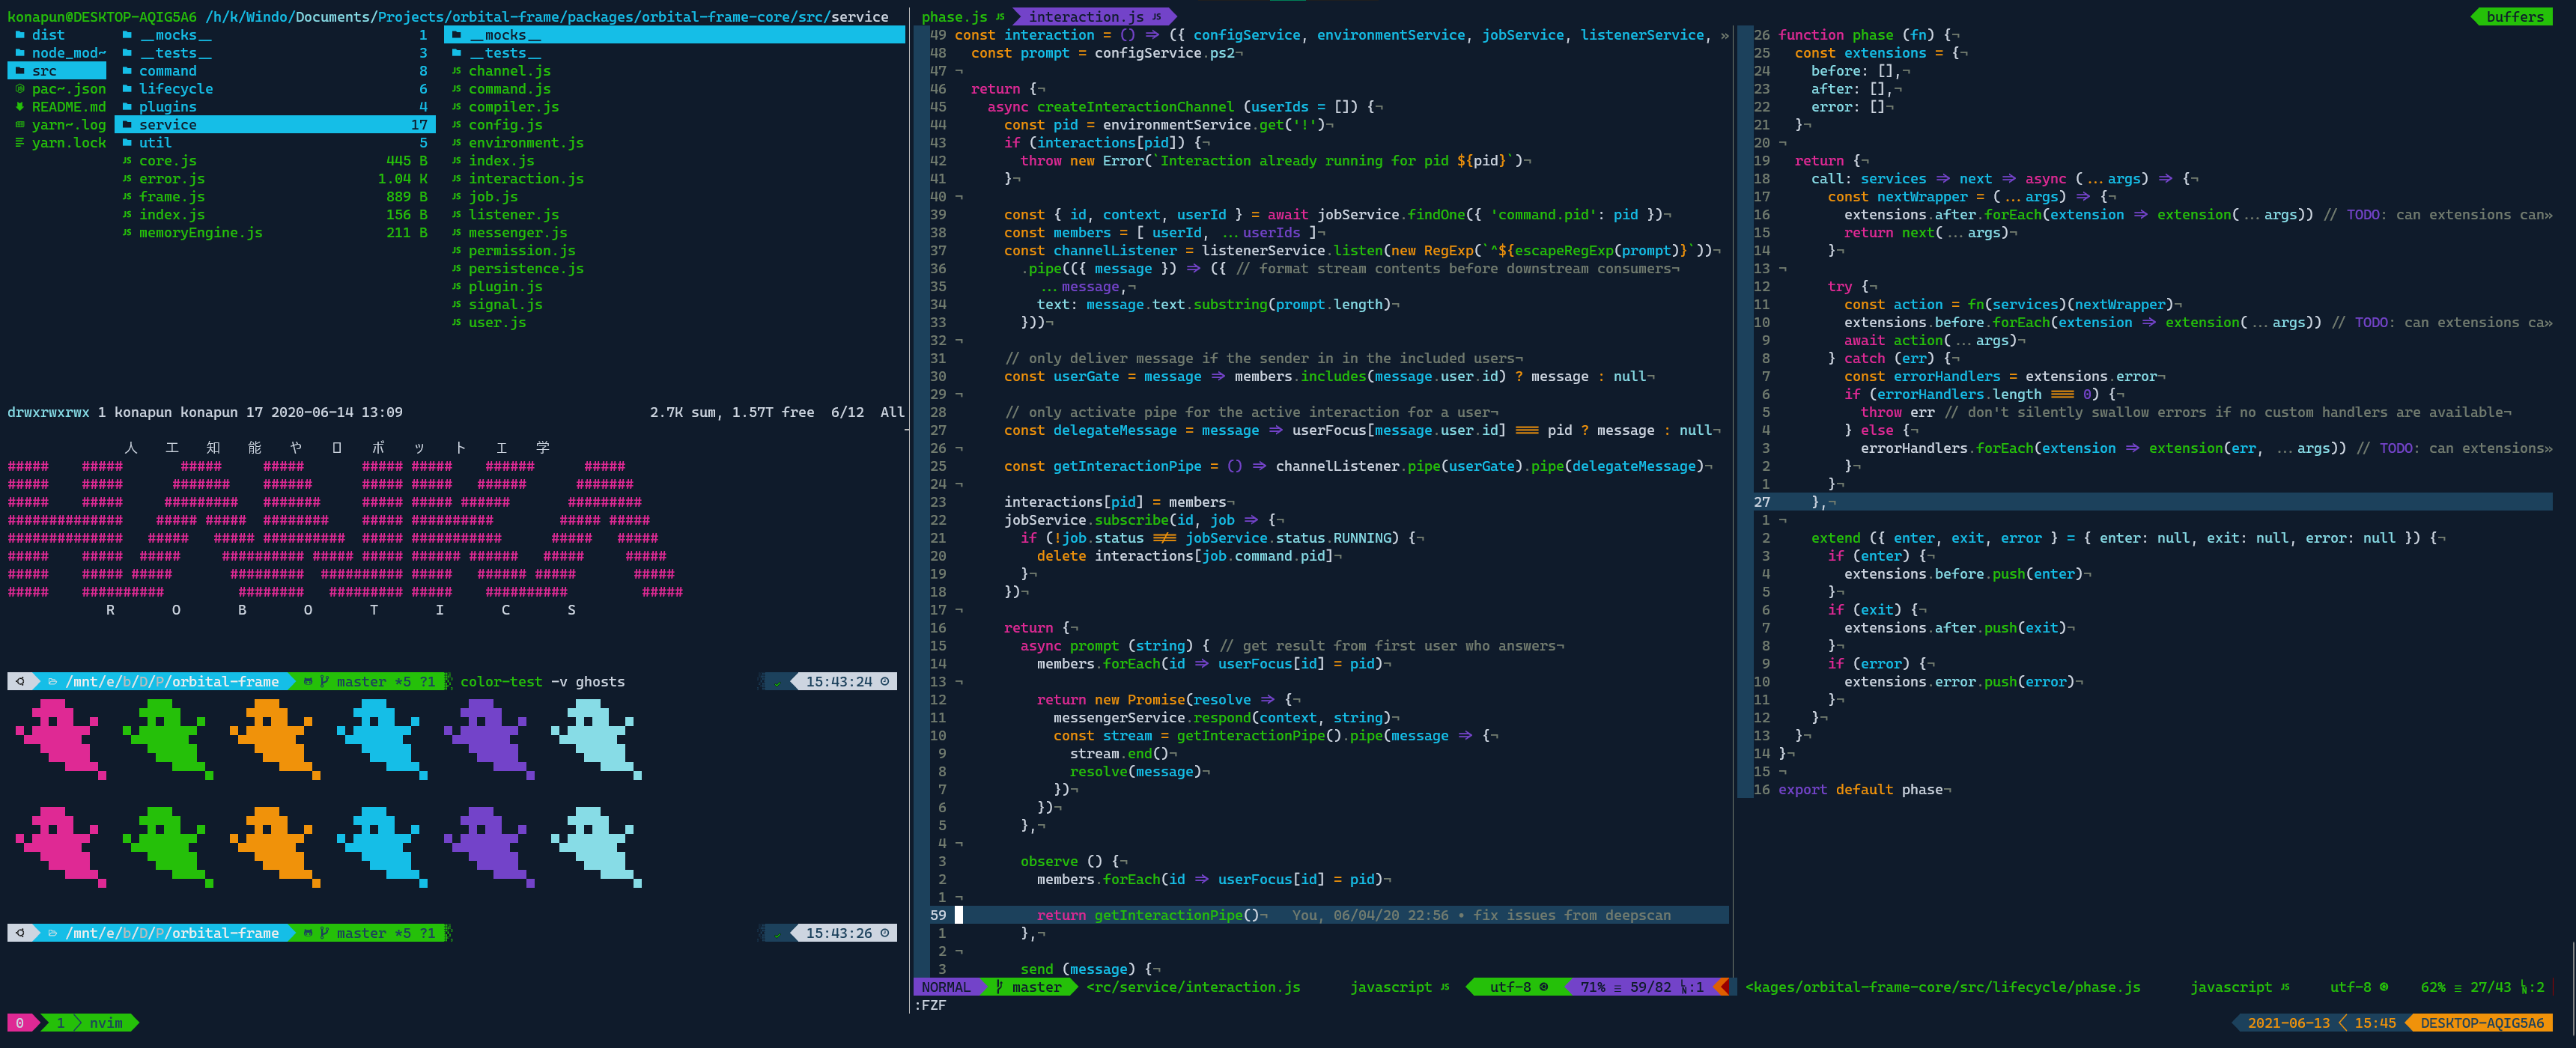 konapun@DESKTOP-AQIG5A6 /h/k/Windo/Documents/Projects/orbital-frame/packages/orbital-frame-core/src/service
dist
node_mod~
src
pac~.json
README.md
yarn~.log
yarn.lock
__mocks__ 1
__tests__ 3
command 8
lifecycle 6
plugins 4
service 17
util 5
core.js 445 B
error.js 1.04 K
frame.js 889 B
index.js 156 B
memoryEngine.js 211 B
__mocks__
__tests__
channel.js
command.js
compiler.js
config.js
environment.js
index.js
interaction.js
job.js
listener.js
messenger.js
permission.js
persistence.js
plugin.js
signal.js
user.js
drwxrwxrwx 1 konapun konapun 17 2020-06-14 13:09 2.7K sum, 1.57T free 6/12 All
人 工 知 能 や ロ ボ ッ ト エ 学
##### ##### ##### ##### ##### ##### ###### #####
##### ##### ####### ###### ##### ##### ###### #######
##### ##### ######### ####### ##### ##### ###### #########
############## ##### ##### ######## ##### ########## ##### #####
############## ##### ##### ########## ##### ########### ##### #####
##### ##### ##### ########## ##### ##### ###### ###### ##### #####
##### ##### ##### ######### ########## ##### ###### ##### #####
##### ########## ######## ######### ##### ########## #####
R O B O T I C S
/mnt/e/b/D/P/orbital-frame master *5 ?1 color-test -v ghosts 15:43:24
/mnt/e/b/D/P/orbital-frame master *5 ?1 15:43:26
0 1 nvim
phase.js JS interaction.js JS buffers
49 const interaction = () => ({ configService, environmentService, jobService, listenerService, »
48 const prompt = configService.ps2¬
47 ¬
46 return {¬
45 async createInteractionChannel (userIds = []) {¬
44 const pid = environmentService.get('!')¬
43 if (interactions[pid]) {¬
42 throw new Error(`Interaction already running for pid ${pid}`)¬
41 }¬
40 ¬
39 const { id, context, userId } = await jobService.findOne({ 'command.pid': pid })¬
38 const members = [ userId, ...userIds ]¬
37 const channelListener = listenerService.listen(new RegExp(`^${escapeRegExp(prompt)}`))¬
36 .pipe(({ message }) => ({ // format stream contents before downstream consumers¬
35 ...message,¬
34 text: message.text.substring(prompt.length)¬
33 }))¬
32 ¬
31 // only deliver message if the sender in in the included users¬
30 const userGate = message => members.includes(message.user.id) ? message : null¬
29 ¬
28 // only activate pipe for the active interaction for a user¬
27 const delegateMessage = message => userFocus[message.user.id] === pid ? message : null¬
26 ¬
25 const getInteractionPipe = () => channelListener.pipe(userGate).pipe(delegateMessage)¬
24 ¬
23 interactions[pid] = members¬
22 jobService.subscribe(id, job => {¬
21 if (!job.status !== jobService.status.RUNNING) {¬
20 delete interactions[job.command.pid]¬
19 }¬
18 })¬
17 ¬
16 return {¬
15 async prompt (string) { // get result from first user who answers¬
14 members.forEach(id => userFocus[id] = pid)¬
13 ¬
12 return new Promise(resolve => {¬
11 messengerService.respond(context, string)¬
10 const stream = getInteractionPipe().pipe(message => {¬
9 stream.end()¬
8 resolve(message)¬
7 })¬
6 })¬
5 },¬
4 ¬
3 observe () {¬
2 members.forEach(id => userFocus[id] = pid)¬
1 ¬
59 return getInteractionPipe()¬ You, 06/04/20 22:56 • fix issues from deepscan
1 },¬
2 ¬
3 send (message) {¬
NORMAL master <rc/service/interaction.js javascript JS utf-8 71% ≡ 59/82 :1
:FZF
26 function phase (fn) {¬
25 const extensions = {¬
24 before: [],¬
23 after: [],¬
22 error: []¬
21 }¬
20 ¬
19 return {¬
18 call: services => next => async (...args) => {¬
17 const nextWrapper = (...args) => {¬
16 extensions.after.forEach(extension => extension(...args)) // TODO: can extensions can»
15 return next(...args)¬
14 }¬
13 ¬
12 try {¬
11 const action = fn(services)(nextWrapper)¬
10 extensions.before.forEach(extension => extension(...args)) // TODO: can extensions ca»
9 await action(...args)¬
8 } catch (err) {¬
7 const errorHandlers = extensions.error¬
6 if (errorHandlers.length === 0) {¬
5 throw err // don't silently swallow errors if no custom handlers are available¬
4 } else {¬
3 errorHandlers.forEach(extension => extension(err, ...args)) // TODO: can extensions»
2 }¬
1 }¬
27 },¬
1 ¬
2 extend ({ enter, exit, error } = { enter: null, exit: null, error: null }) {¬
3 if (enter) {¬
4 extensions.before.push(enter)¬
5 }¬
6 if (exit) {¬
7 extensions.after.push(exit)¬
8 }¬
9 if (error) {¬
10 extensions.error.push(error)¬
11 }¬
12 }¬
13 }¬
14 }¬
15 ¬
16 export default phase¬
<kages/orbital-frame-core/src/lifecycle/phase.js javascript JS utf-8 62% ≡ 27/43 :2
2021-06-13 15:45 DESKTOP-AQIG5A6